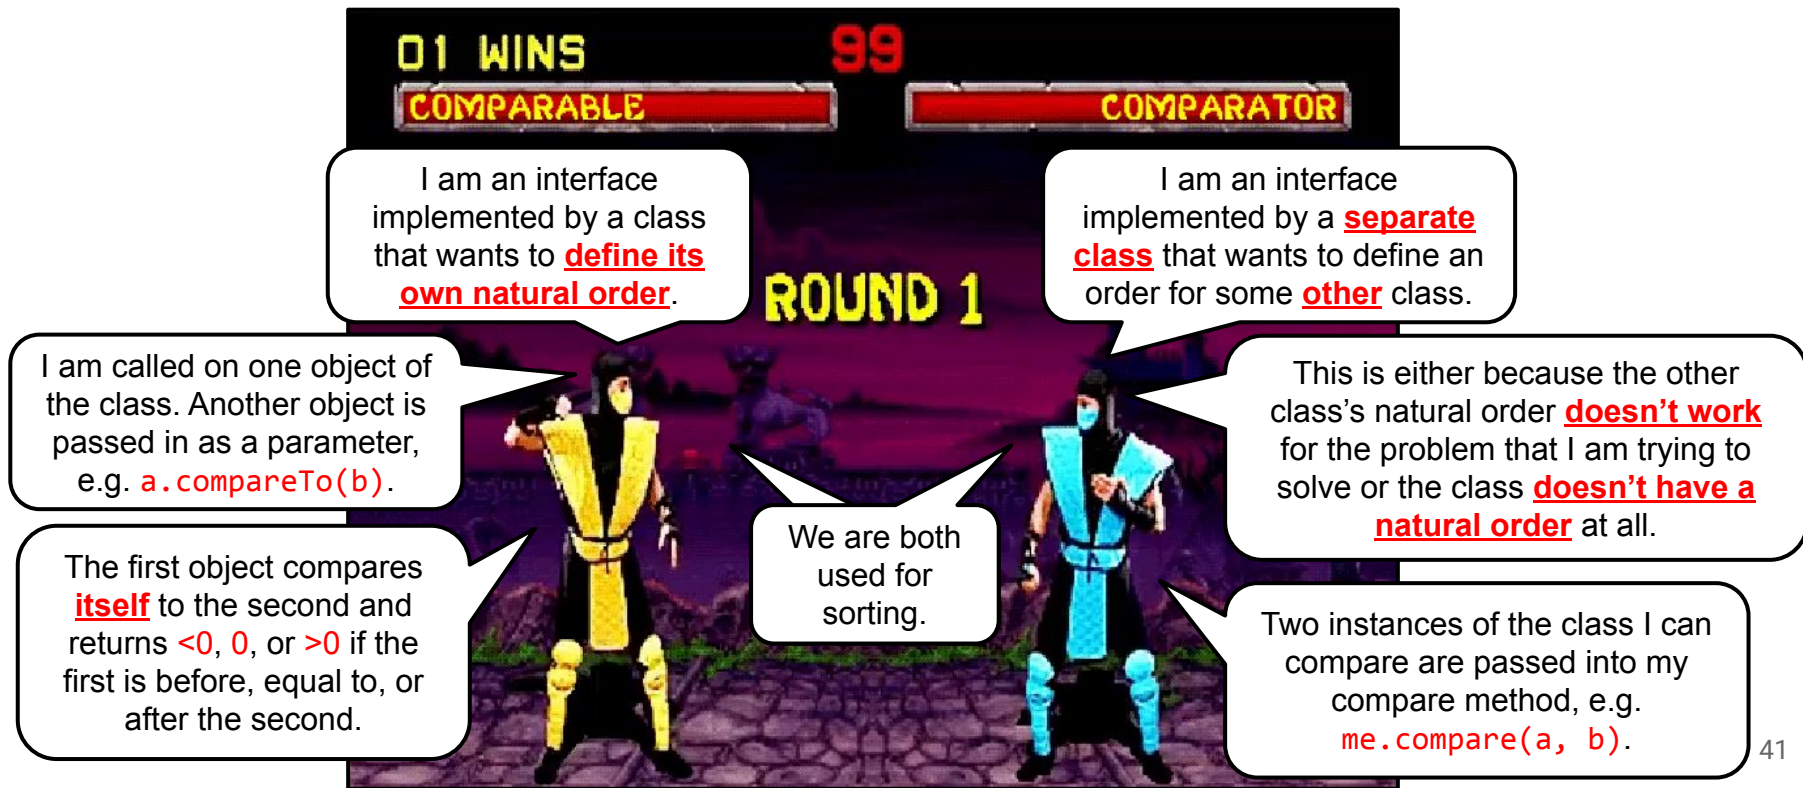 01 WINS
99
COMPARABLE
COMPARATOR
I am an interface
implemented by a class
that wants to define its
own natural order.
I am an interface
implemented by a separate
class that wants to define an
order for some other class.
ROUND 1
I am called on one object of
the class. Another object is
passed in as a parameter,
e.g. a.compareTo(b).
This is either because the other
class’s natural order doesn’t work
for the problem that I am trying to
solve or the class doesn’t have a
natural order at all.
The first object compares
itself to the second and
returns <0, 0, or >0 if the
first is before, equal to, or
after the second.
We are both
used for
sorting.
Two instances of the class I can
compare are passed into my
compare method, e.g.
me.compare(a, b).
41